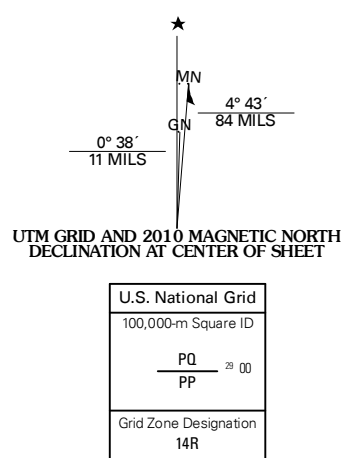 ★
MN
4° 43´
84 MILS
GN
0° 38´
11 MILS
UTM GRID AND 2010 MAGNETIC NORTH
DECLINATION AT CENTER OF SHEET
U.S. National Grid
100,000-m Square ID
PQ
29 00
PP
Grid Zone Designation
14R